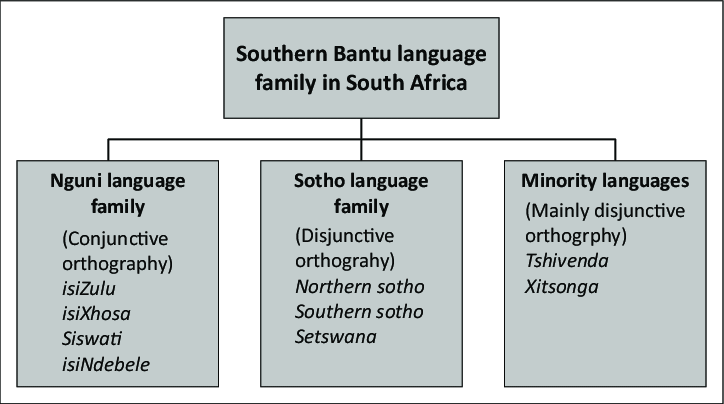 Southern Bantu language
family in South Africa
Nguni language
family
(Conjunctive
orthography)
isiZulu
isiXhosa
Siswati
isiNdebele
Sotho language
family
(Disjunctive
orthograhy)
Northern sotho
Southern sotho
Setswana
Minority languages
(Mainly disjunctive
orthogrphy)
Tshivenda
Xitsonga